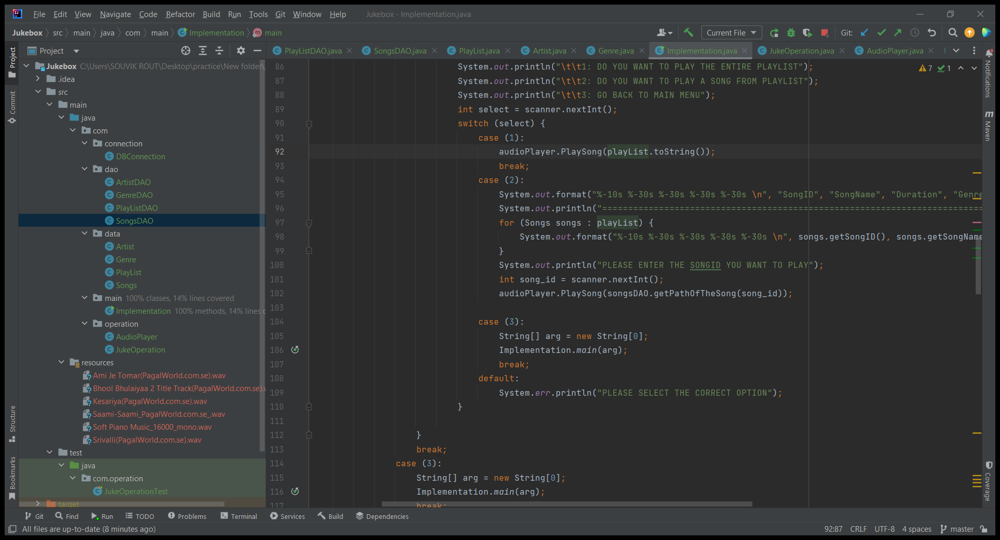 File Edit View Navigate Code Refactor Build Run Tools Git Window Help Jukebox - Implementation.java
Jukebox src main java com main Implementation main Current File Git:
Project PlayListDAO.java SongsDAO.java PlayList.java Artist.java Genre.java Implementation.java JukeOperation.java AudioPlayer.java
Project
Commit
Structure
Bookmarks
Jukebox C:\Users\SOUVIK ROUT\Desktop\practice\New folder\
.idea
src
main
java
com
connection
DBConnection
dao
ArtistDAO
GenreDAO
PlayListDAO
SongsDAO
data
Artist
Genre
PlayList
Songs
main 100% classes, 14% lines covered
Implementation 100% methods, 14% lines
operation
AudioPlayer
JukeOperation
resources
Ami Je Tomar(PagalWorld.com.se).wav
Bhool Bhulaiyaa 2 Title Track(PagalWorld.com.se)
Kesariya(PagalWorld.com.se).wav
Saami-Saami_PagalWorld.com.se_.wav
Soft Piano Music_16000_mono.wav
Srivalli(PagalWorld.com.se).wav
test
java
com.operation
JukeOperationTest
target
86 System.out.println("\t\t1: DO YOU WANT TO PLAY THE ENTIRE PLAYLIST");
87 System.out.println("\t\t2: DO YOU WANT TO PLAY A SONG FROM PLAYLIST");
88 System.out.println("\t\t3: GO BACK TO MAIN MENU");
89 int select = scanner.nextInt();
90 switch (select) {
91 case (1):
92 audioPlayer.PlaySong(playList.toString());
93 break;
94 case (2):
95 System.out.format("%-10s %-30s %-30s %-30s %-30s \n", "SongID", "SongName", "Duration", "Genre
96 System.out.println("==========================================================================
97 for (Songs songs : playList) {
98 System.out.format("%-10s %-30s %-30s %-30s %-30s \n", songs.getSongID(), songs.getSongName
99 }
100 System.out.println("PLEASE ENTER THE SONGID YOU WANT TO PLAY");
101 int song_id = scanner.nextInt();
102 audioPlayer.PlaySong(songsDAO.getPathOfTheSong(song_id));
103
104 case (3):
105 String[] arg = new String[0];
106 Implementation.main(arg);
107 break;
108 default:
109 System.err.println("PLEASE SELECT THE CORRECT OPTION");
110 }
111
112 }
113 break;
114 case (3):
115 String[] arg = new String[0];
116 Implementation.main(arg);
117 break;
7 1
Notifications
Maven
Coverage
Git Find Run TODO Problems Terminal Services Build Dependencies
All files are up-to-date (8 minutes ago) 92:87 CRLF UTF-8 4 spaces master